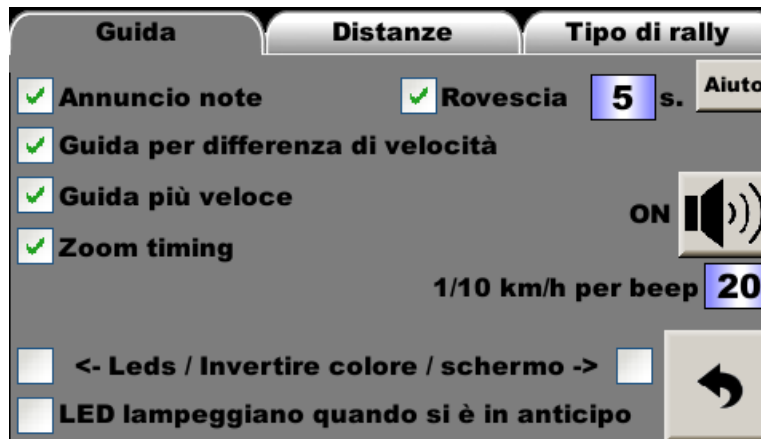 Guida Distanze Tipo di rally
Annuncio note Rovescia 5 s. Aiuto
Guida per differenza di velocità
Guida più veloce
ON
Zoom timing
1/10 km/h per beep 20
<- Leds / Invertire colore / schermo ->
LED lampeggiano quando si è in anticipo